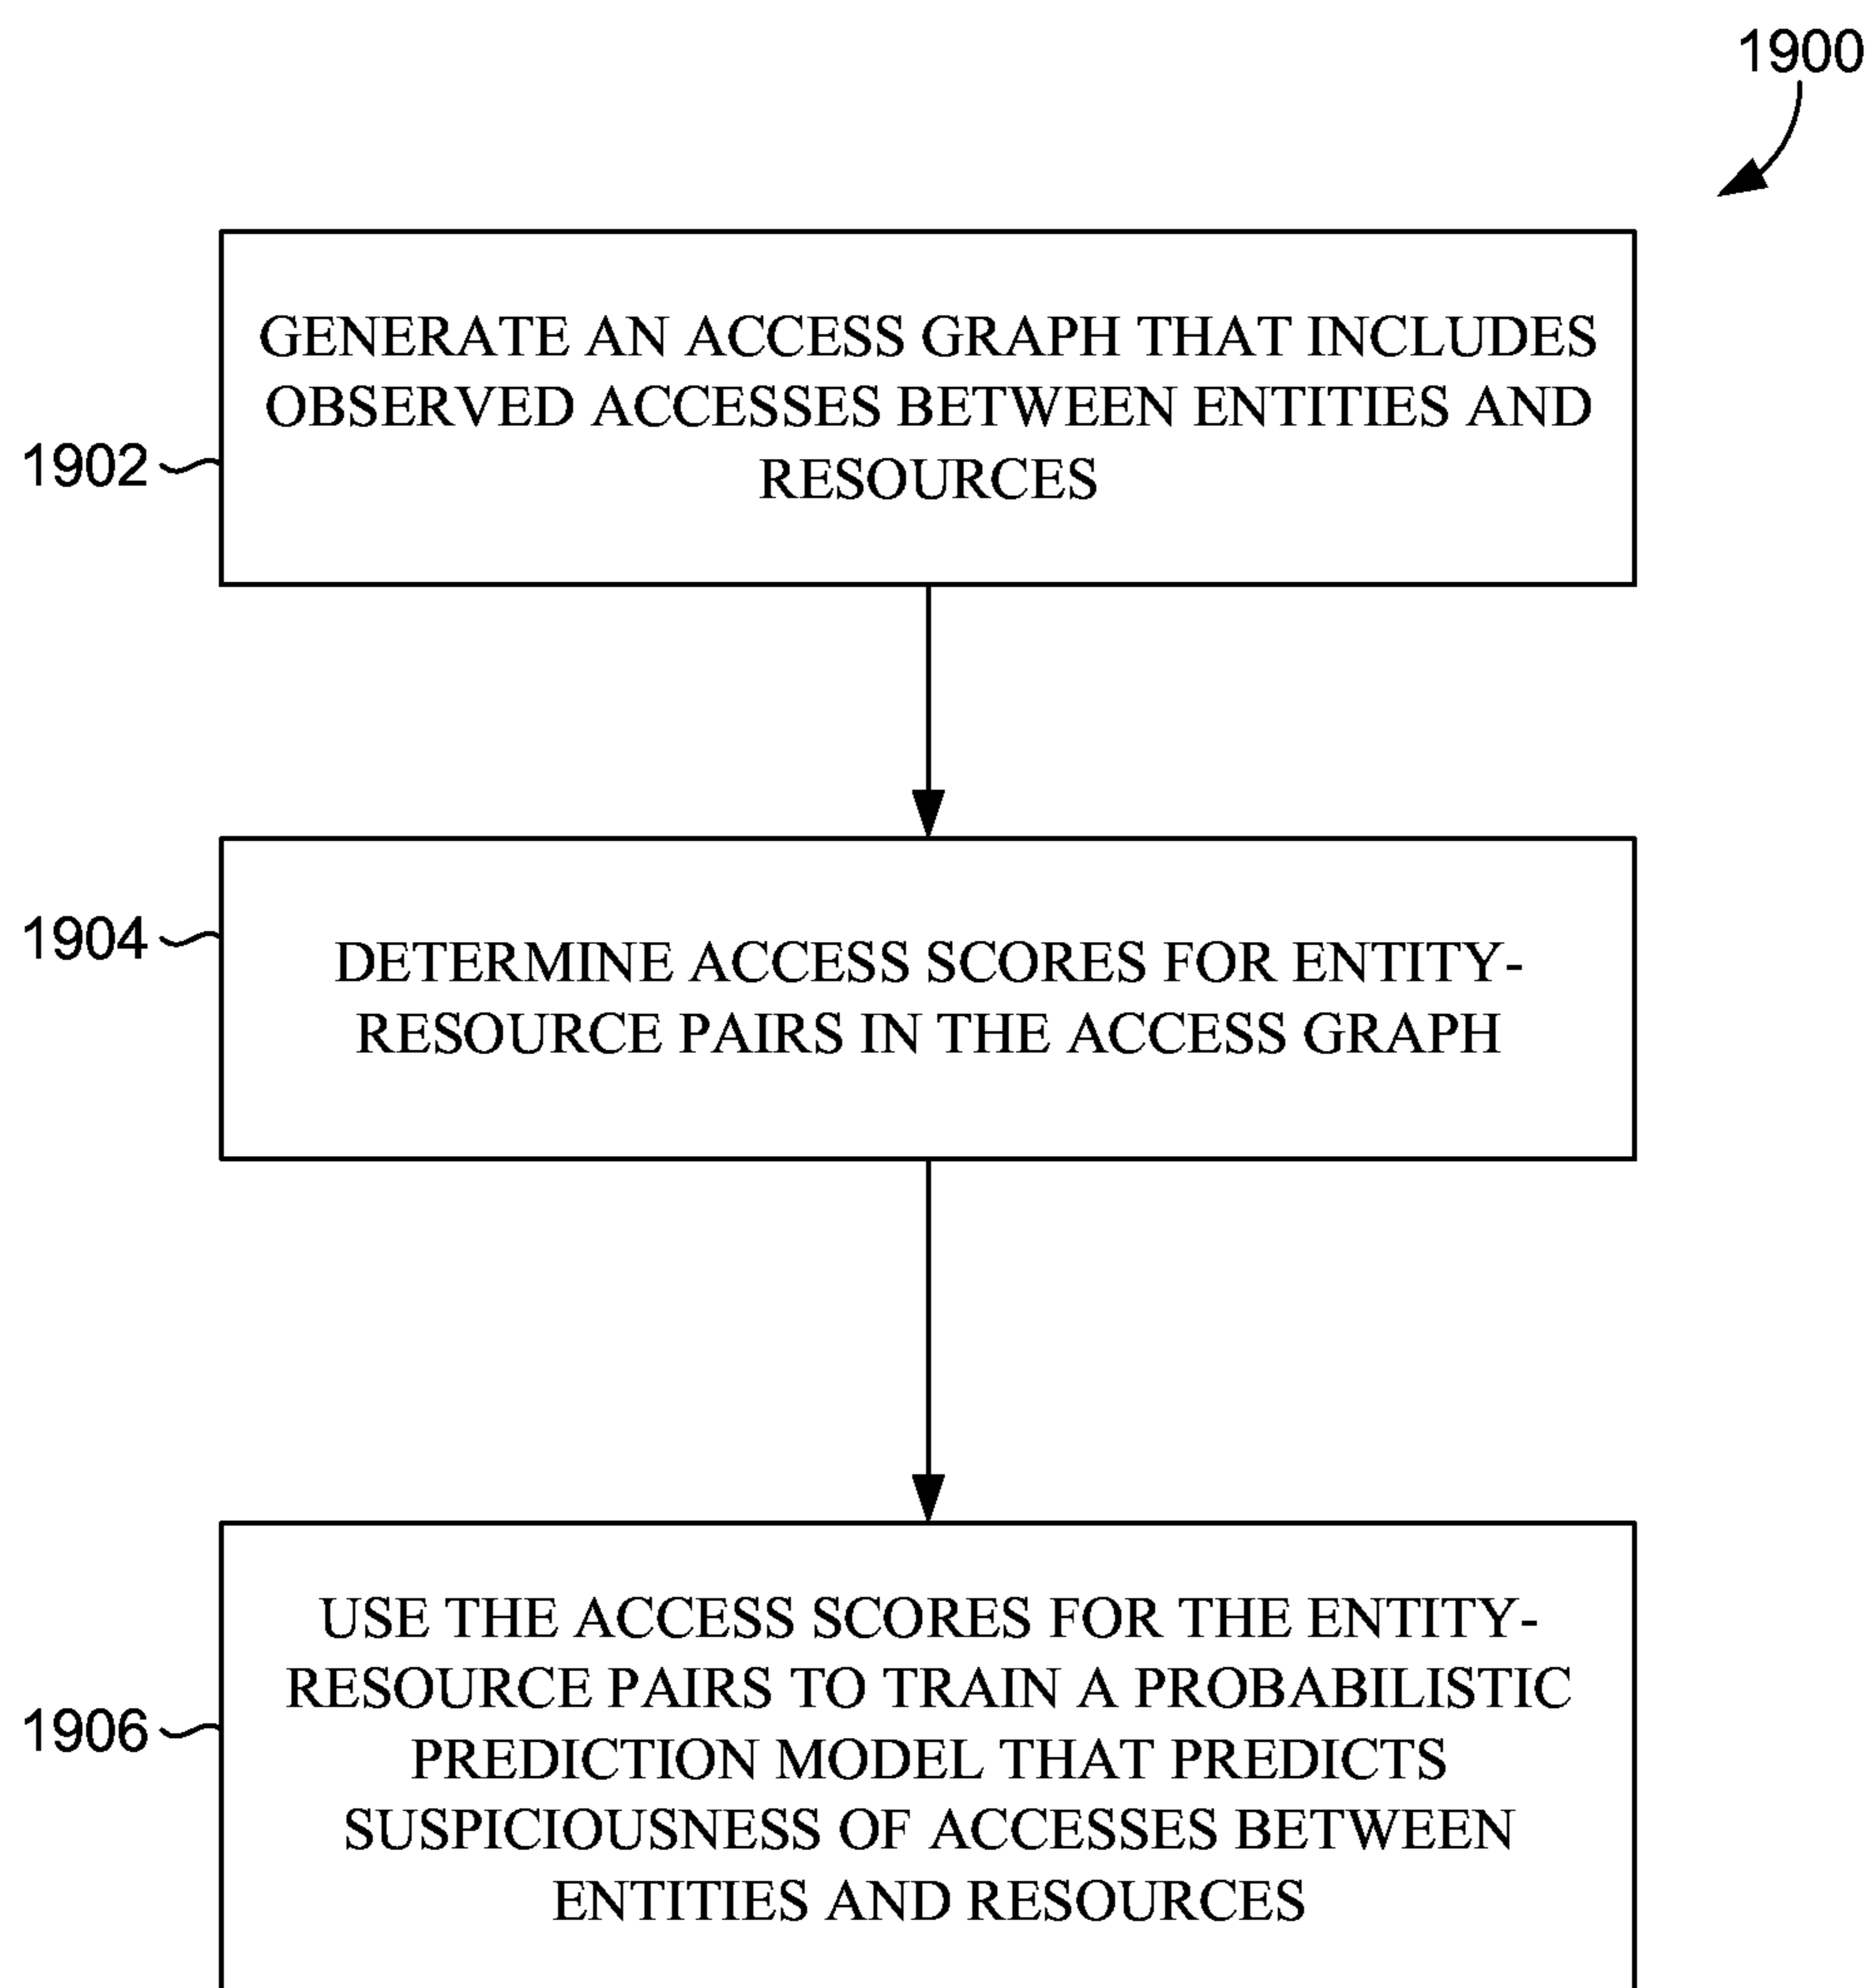 1900
GENERATE AN ACCESS GRAPH THAT INCLUDES
OBSERVED ACCESSES BETWEEN ENTITIES AND
RESOURCES
1902
1904
DETERMINE ACCESS SCORES FOR ENTITY-
RESOURCE PAIRS IN THE ACCESS GRAPH
USE THE ACCESS SCORES FOR THE ENTITY-
RESOURCE PAIRS TO TRAIN A PROBABILISTIC
PREDICTION MODEL THAT PREDICTS
SUSPICIOUSNESS OF ACCESSES BETWEEN
ENTITIES AND RESOURCES
1906